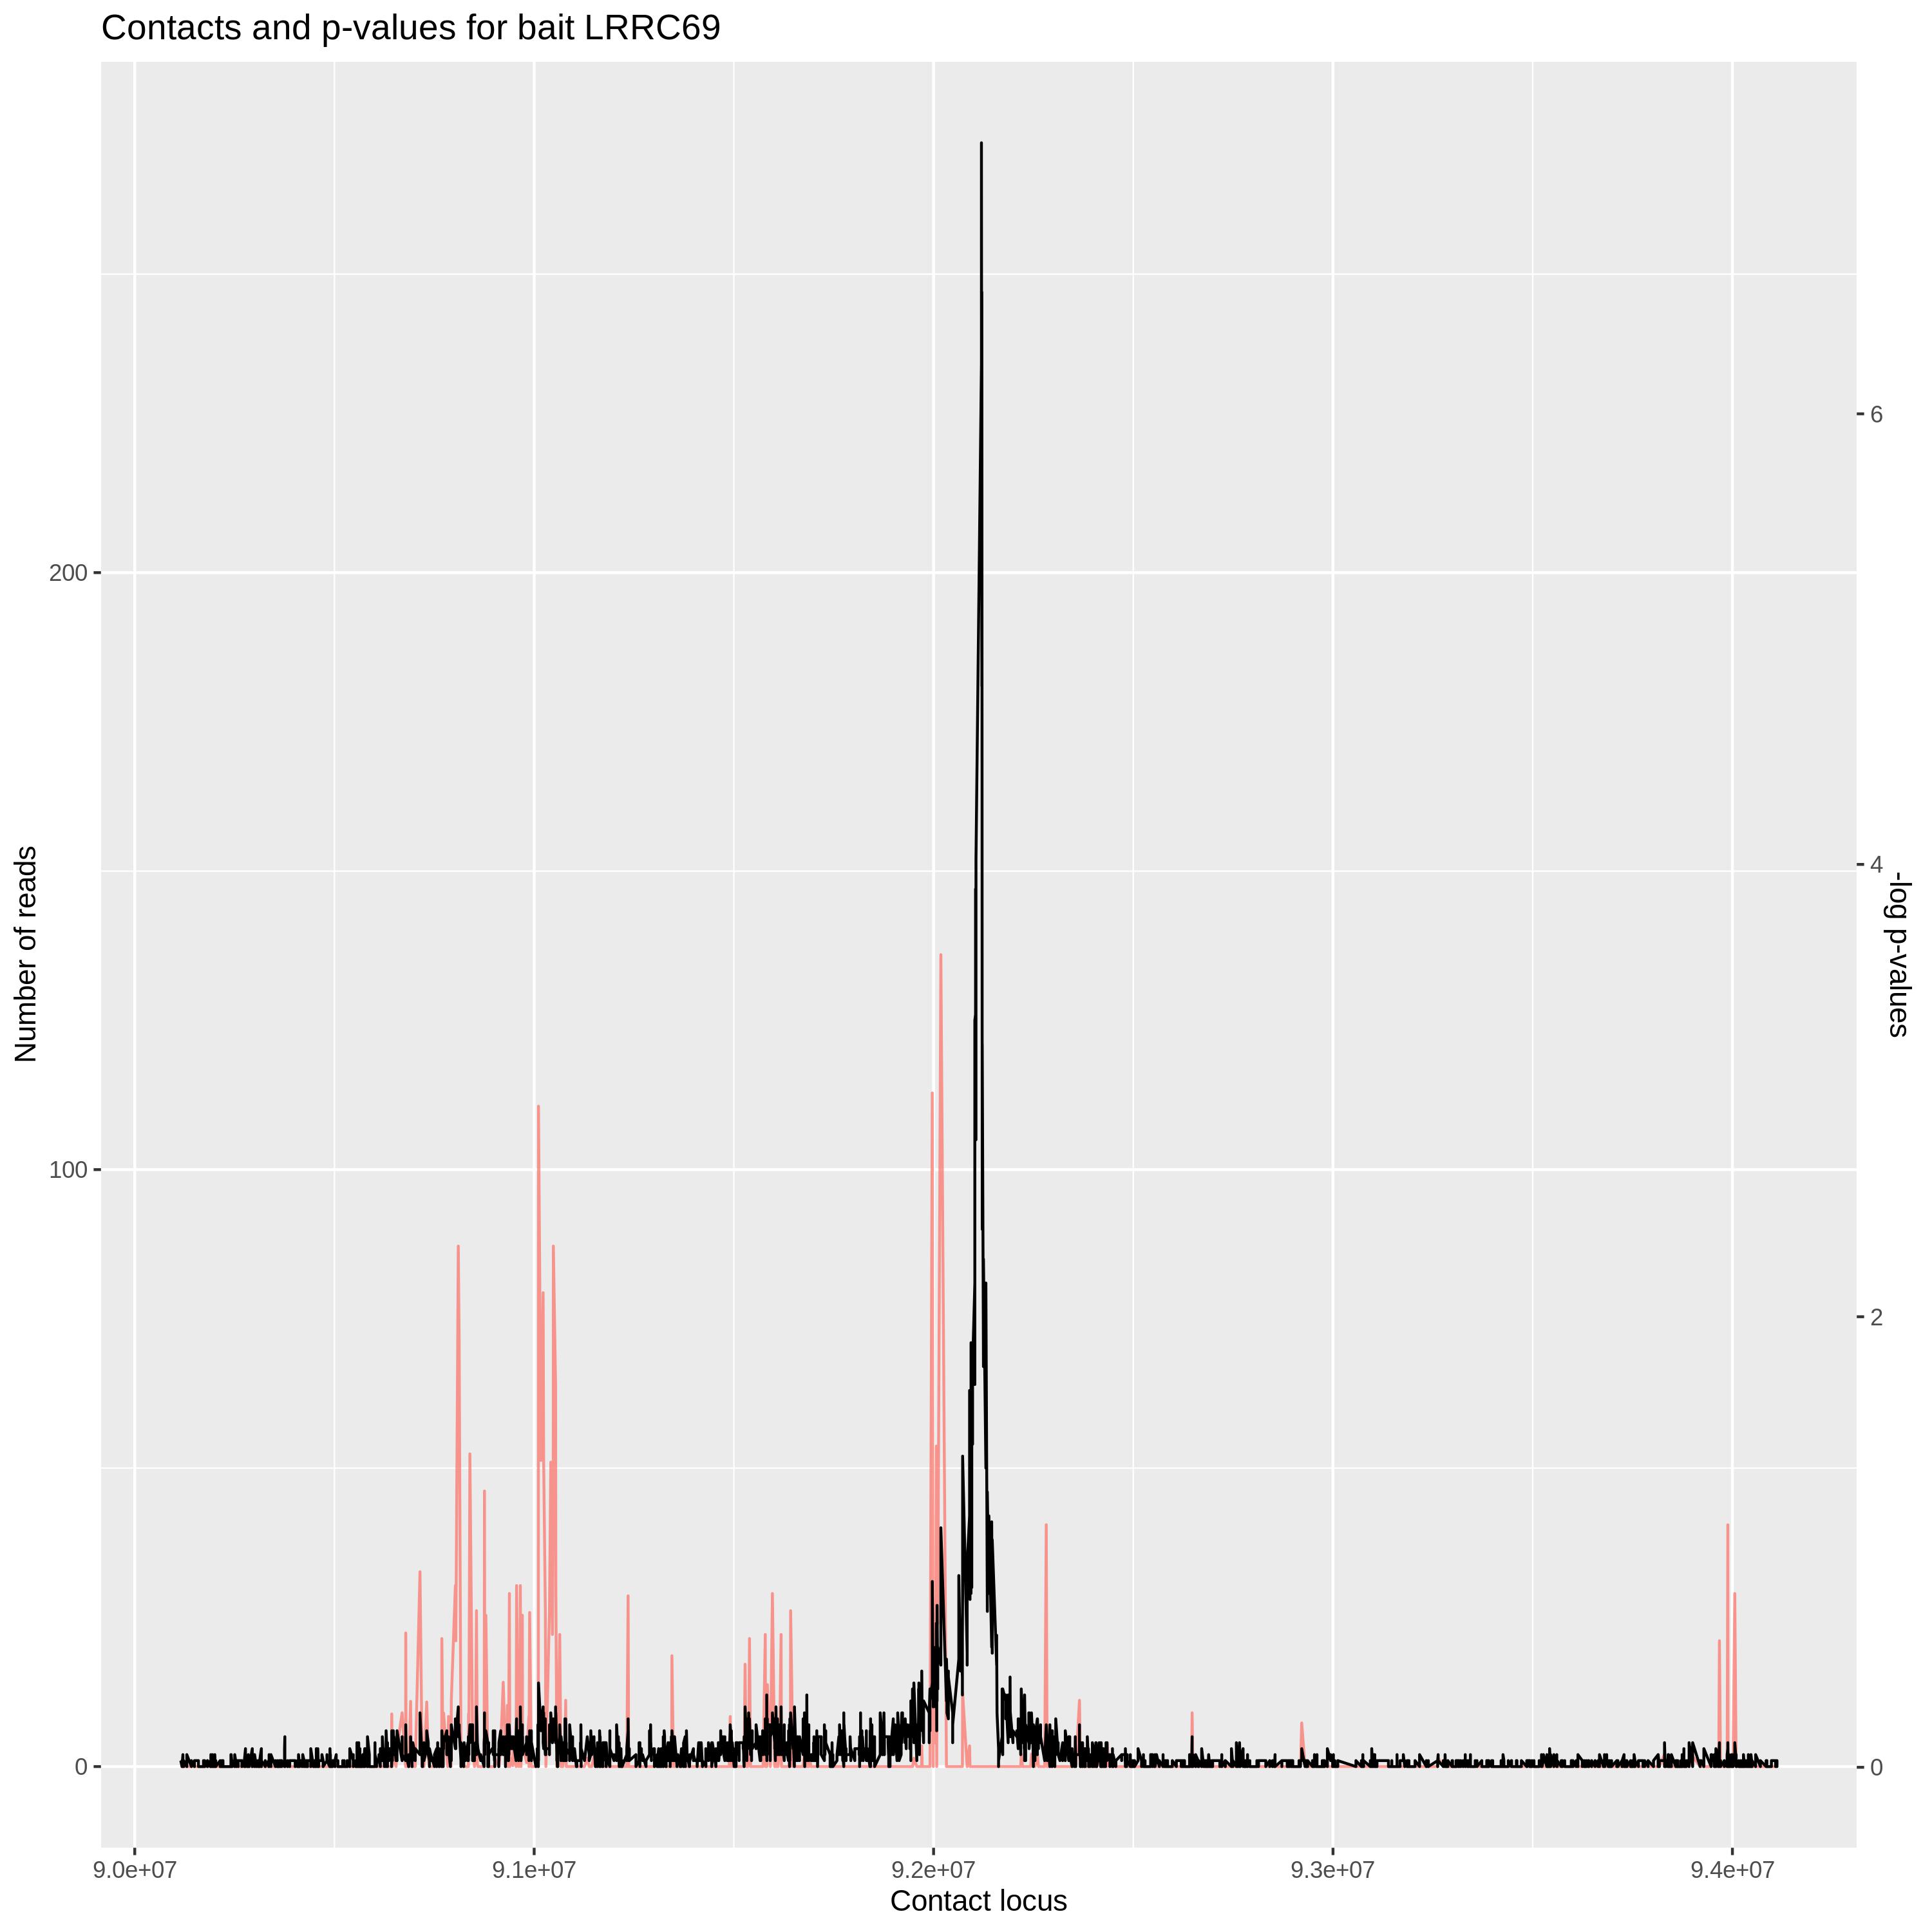 Contacts and p-values for bait LRRC69
Number of reads
200
100
0
6
4
2
0
-log p-values
9.0e+07
9.1e+07
9.2e+07
9.3e+07
9.4e+07
Contact locus